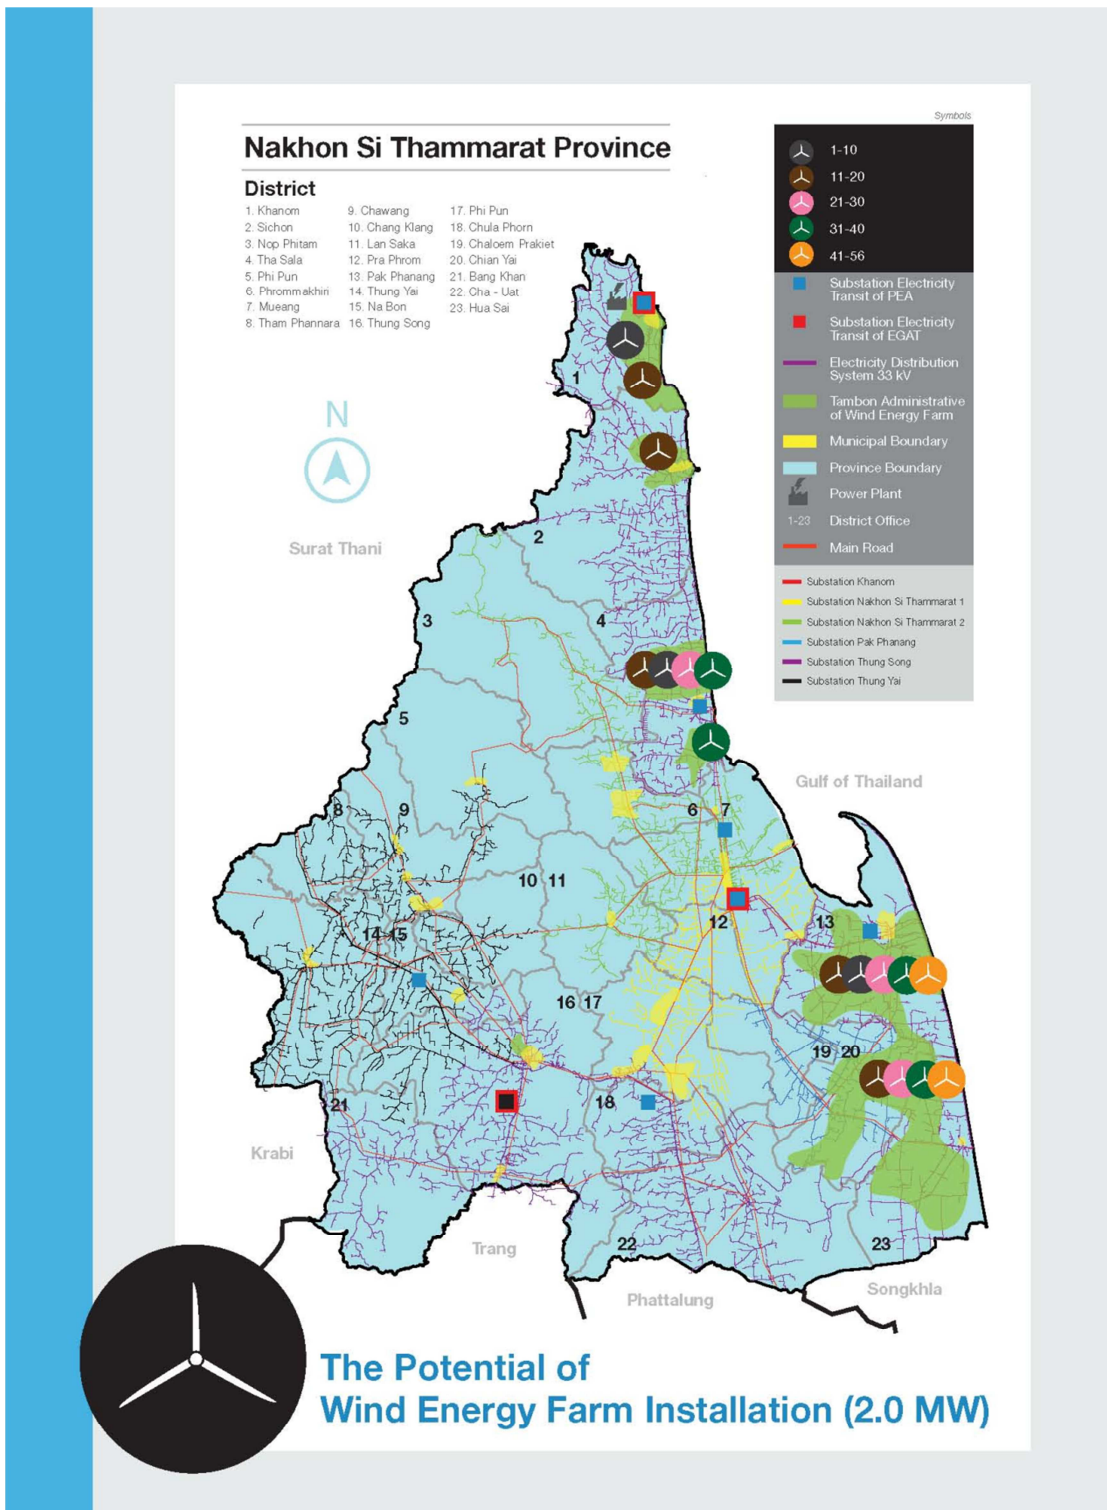 Symbols
Nakhon Si Thammarat Province
District
1. Khanom
2. Sichon
3. Nop Phitam
4. Tha Sala
5. Phi Pun
6. Phrommakhiri
7. Mueang
8. Tham Phannara
9. Chawang
10. Chang Klang
11. Lan Saka
12. Pra Phrom
13. Pak Phanang
14. Thung Yai
15. Na Bon
16. Thung Song
17. Phi Pun
18. Chula Phorn
19. Chaloem Prakiet
20. Chian Yai
21. Bang Khan
22. Cha - Uat
23. Hua Sai
1-10
11-20
21-30
31-40
41-56
Substation Electricity
Transit of PEA
Substation Electricity
Transit of EGAT
Electricity Distribution
System 33 kV
Tambon Administrative
of Wind Energy Farm
Municipal Boundary
Province Boundary
Power Plant
1-23 District Office
Main Road
Substation Khanom
Substation Nakhon Si Thammarat 1
Substation Nakhon Si Thammarat 2
Substation Pak Phanang
Substation Thung Song
Substation Thung Yai
N
1
Surat Thani
2
3
4
5
Gulf of Thailand
8
9
6
7
10
11
12
13
14
15
16
17
19
20
21
18
Krabi
Trang
22
23
Phattalung
Songkhla
The Potential of
Wind Energy Farm Installation (2.0 MW)